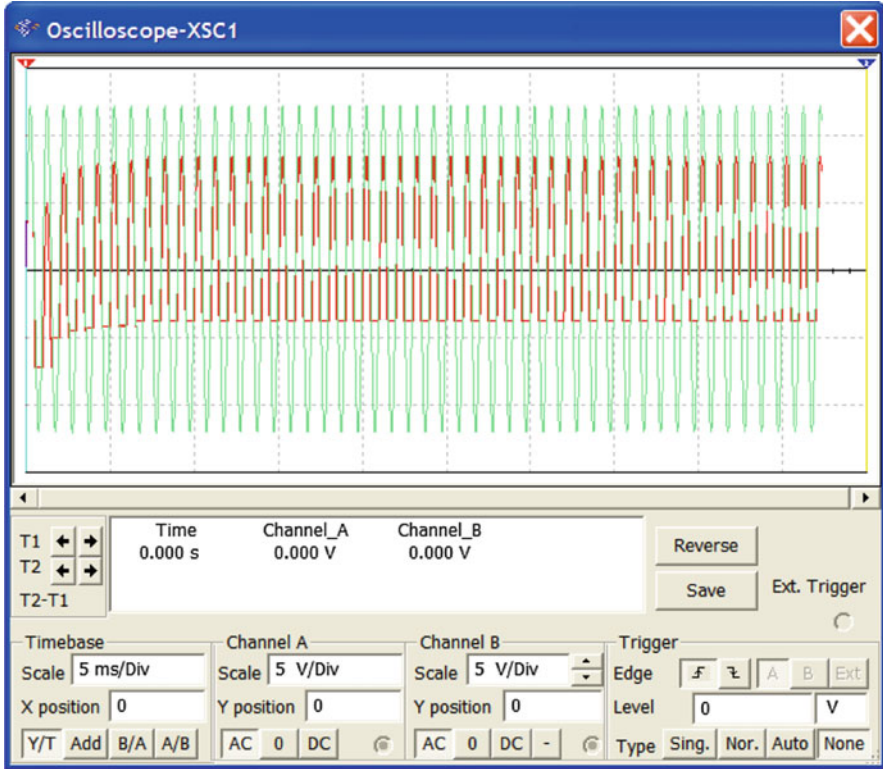 Oscilloscope-XSC1
Time Channel_A Channel_B
T1 0.000 s 0.000 V 0.000 V
T2
T2-T1
Reverse
Save
Ext. Trigger
Timebase
Scale 5 ms/Div
X position 0
Y/T Add B/A A/B
Channel A
Scale 5 V/Div
Y position 0
AC 0 DC
Channel B
Scale 5 V/Div
Y position 0
AC 0 DC -
Trigger
Edge A B Ext
Level 0 V
Type Sing. Nor. Auto None